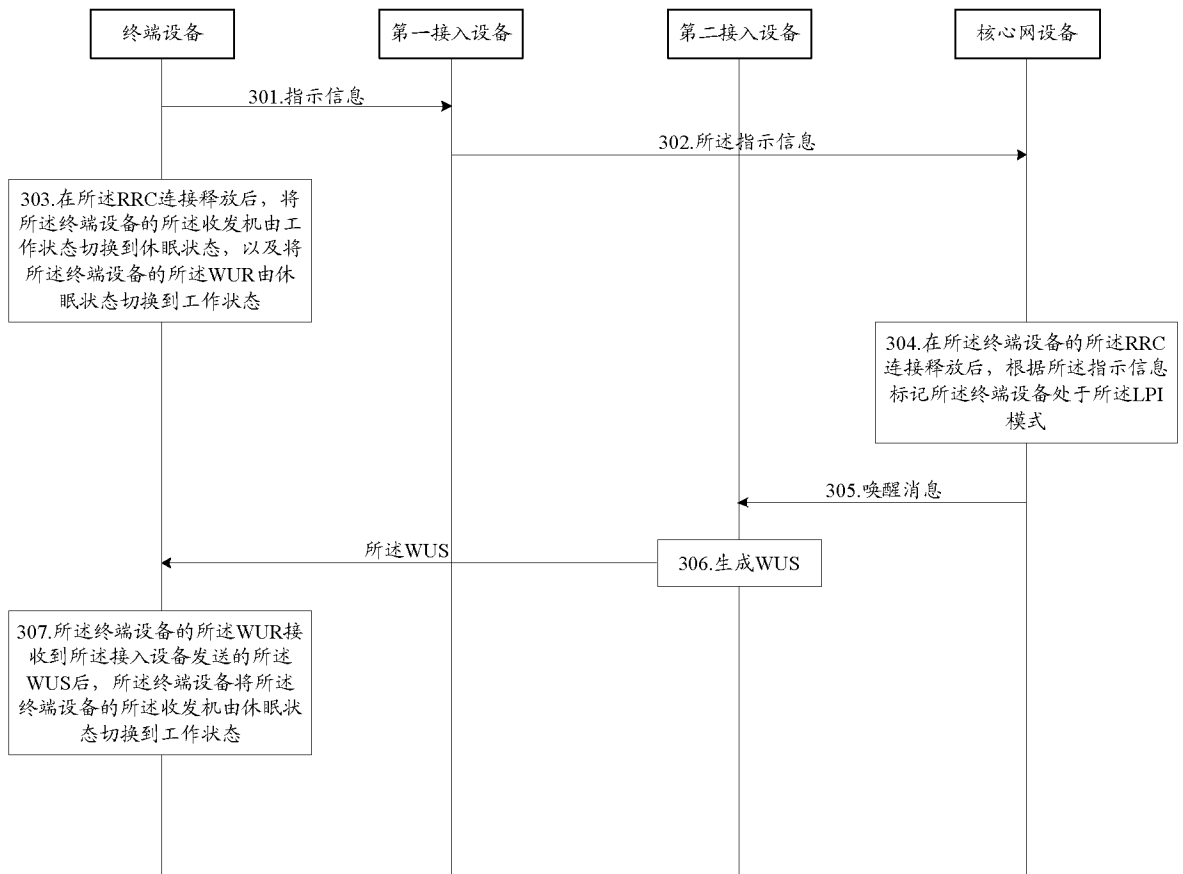 终端设备
第一接入设备
第二接入设备
核心网设备
301.指示信息
302.所述指示信息
303.在所述RRC连接释放后，将
所述终端设备的所述收发机由工
作状态切换到休眠状态，以及将
所述终端设备的所述WUR由休
眠状态切换到工作状态
304.在所述终端设备的所述RRC
连接释放后，根据所述指示信息
标记所述终端设备处于所述LPI
模式
305.唤醒消息
所述WUS
306.生成WUS
307.所述终端设备的所述WUR接
收到所述接入设备发送的所述
WUS后，所述终端设备将所述
终端设备的所述收发机由休眠状
态切换到工作状态